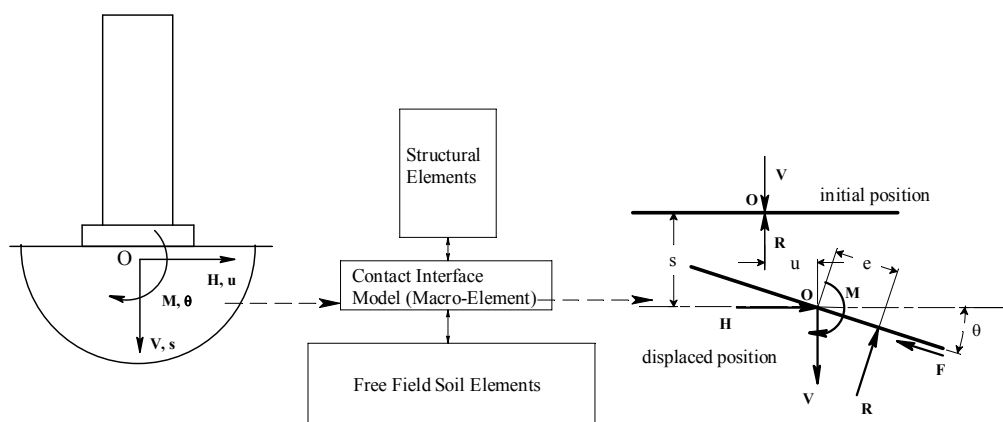 O
H, u
M, θ
V, s
Structural
Elements
Contact Interface
Model (Macro-Element)
Free Field Soil Elements
V
O
initial position
R
s
u
e
O
M
H
θ
displaced position
F
V
R